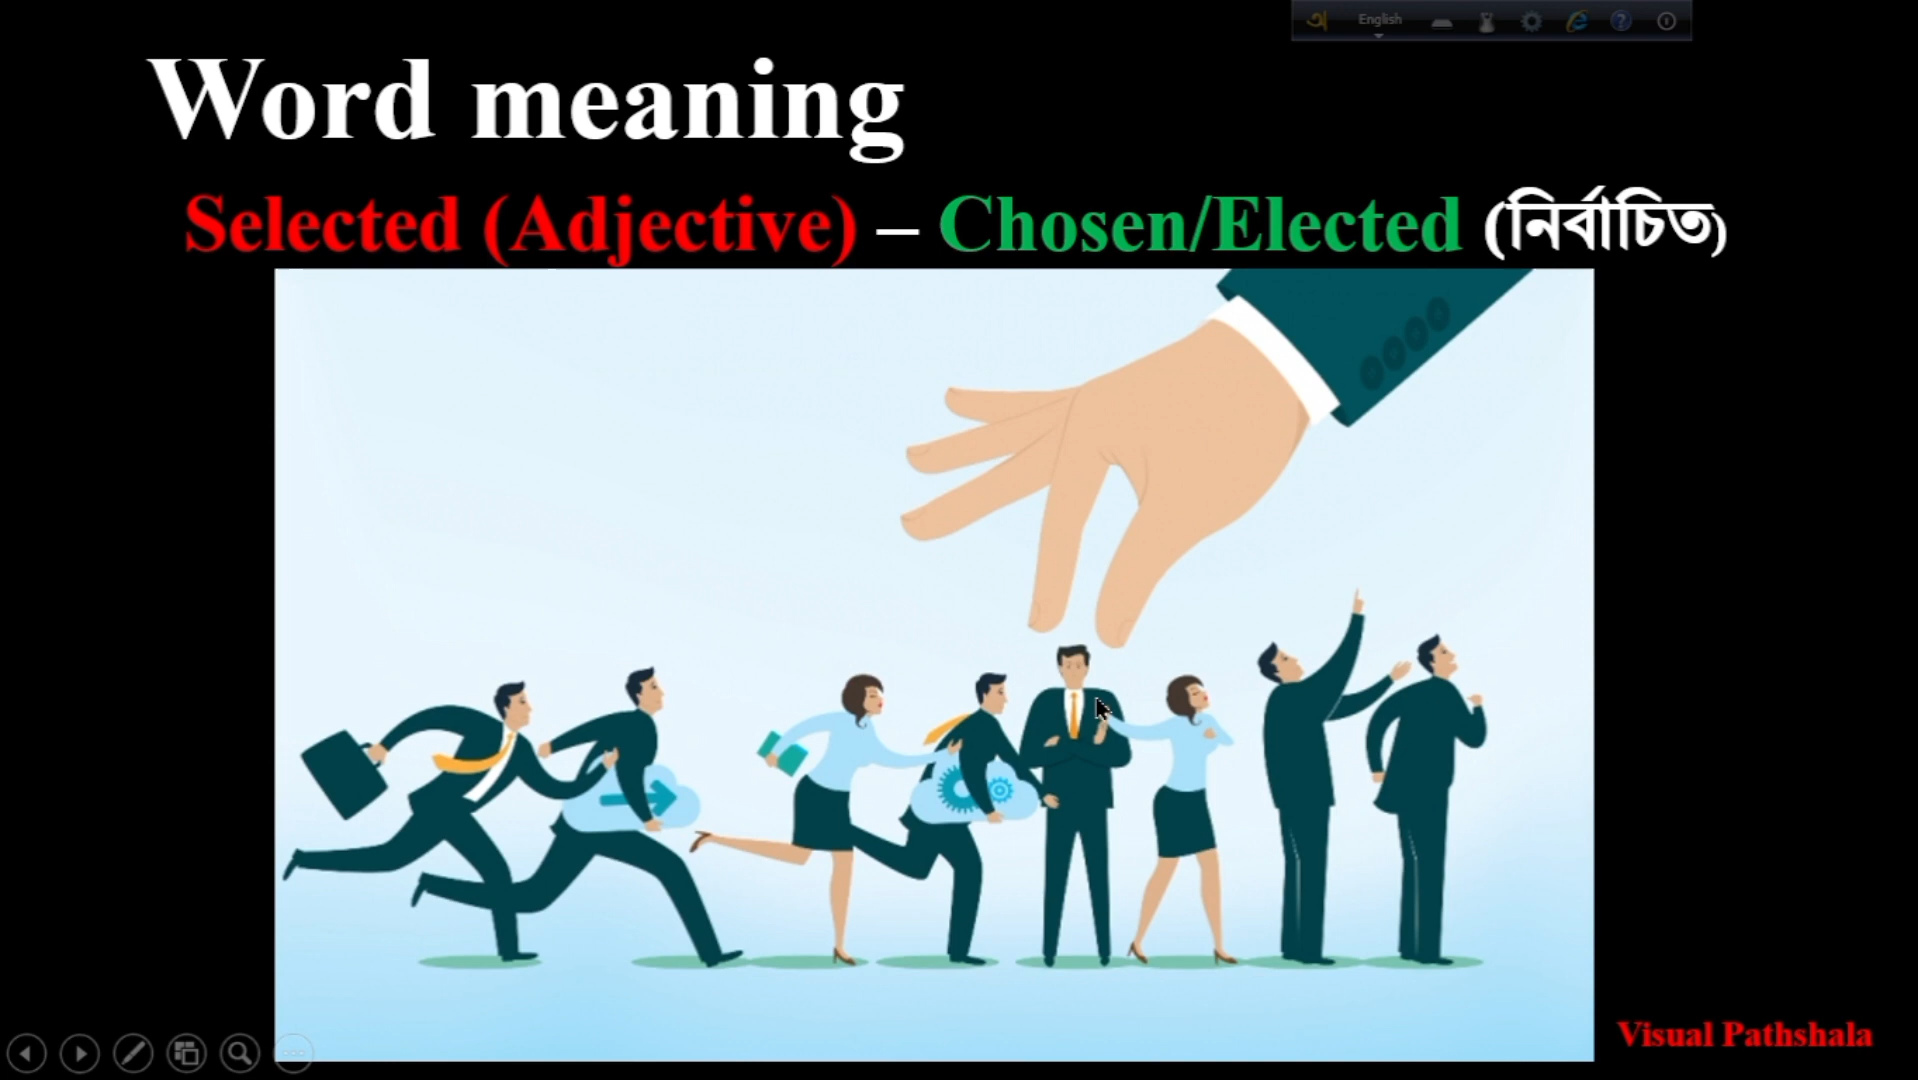 English
Word meaning
Selected (Adjective) – Chosen/Elected (নির্বাচিত)
Visual Pathshala